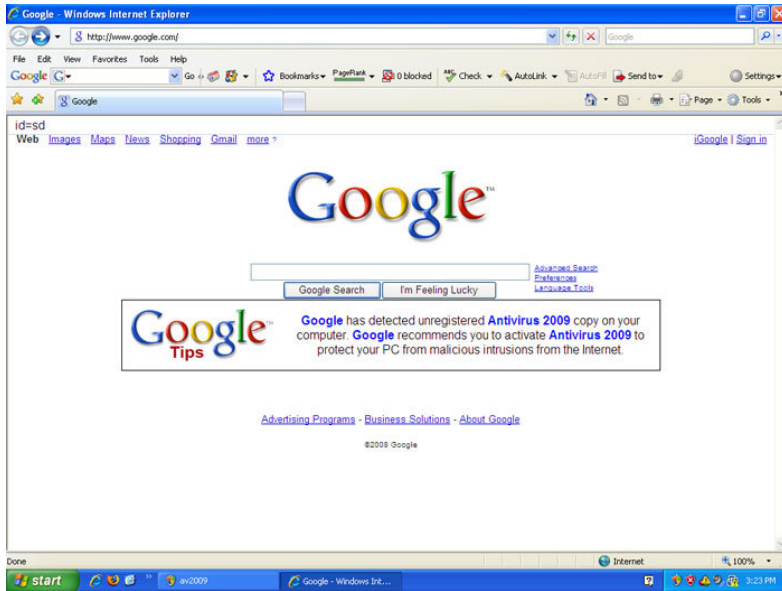 Google - Windows Internet Explorer
http://www.google.com/
Google
File Edit View Favorites Tools Help
Google G Go Bookmarks PageRank 0 blocked Check AutoLink AutoFill Send to Settings
Google
Page Tools
id=sd
Web Images Maps News Shopping Gmail more
iGoogle | Sign in
Google™
Advanced Search
Preferences
Language Tools
Google Search I'm Feeling Lucky
Google™
Tips
Google has detected unregistered Antivirus 2009 copy on your
computer. Google recommends you to activate Antivirus 2009 to
protect your PC from malicious intrusions from the Internet.
Advertising Programs - Business Solutions - About Google
©2008 Google
Done
Internet
100%
start
av2009
Google - Windows Int...
3:23 PM